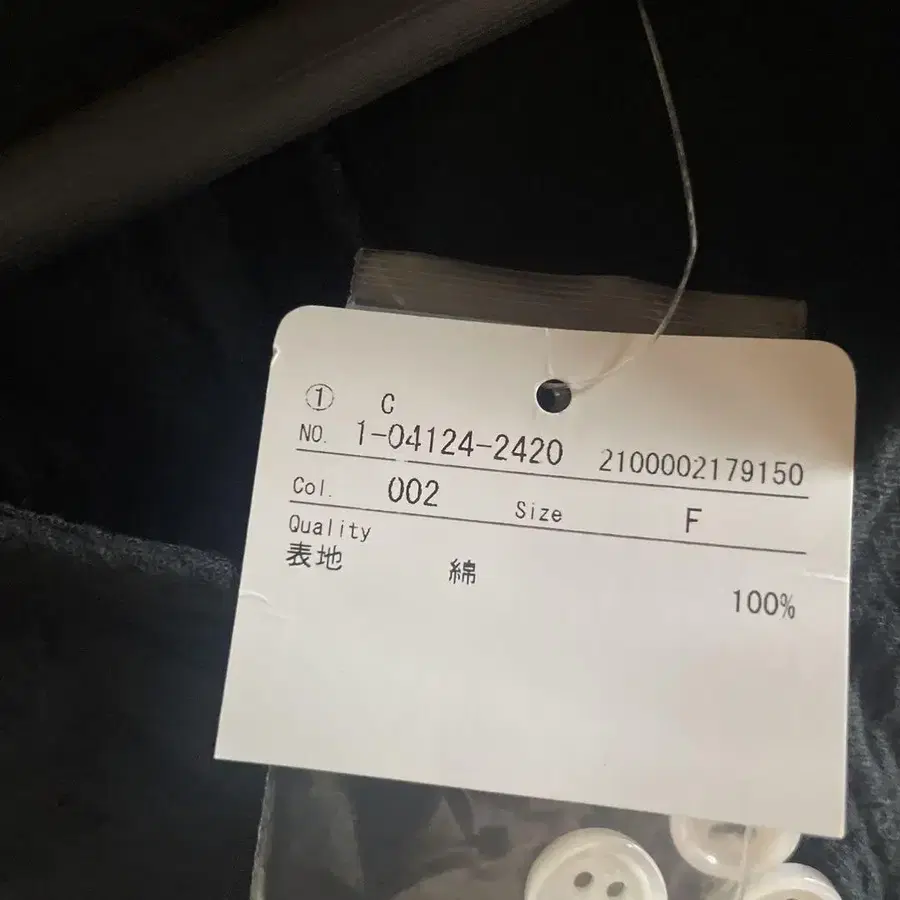 ① C
NO. 1-04124-2420 2100002179150
Col. 002 Size F
Quality
表地 綿 100%